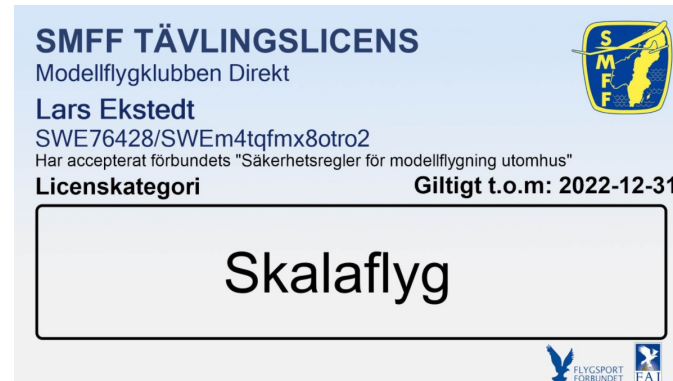 SMFF TÄVLINGSLICENS
Modellflygklubben Direkt
Lars Ekstedt
SWE76428/SWEm4tqfmx8otro2
Har accepterat förbundets "Säkerhetsregler för modellflygning utomhus"
Licenskategori Giltigt t.o.m: 2022-12-31
Skalaflyg
SMFF
FLYGSPORT
FÖRBUNDET
FAI